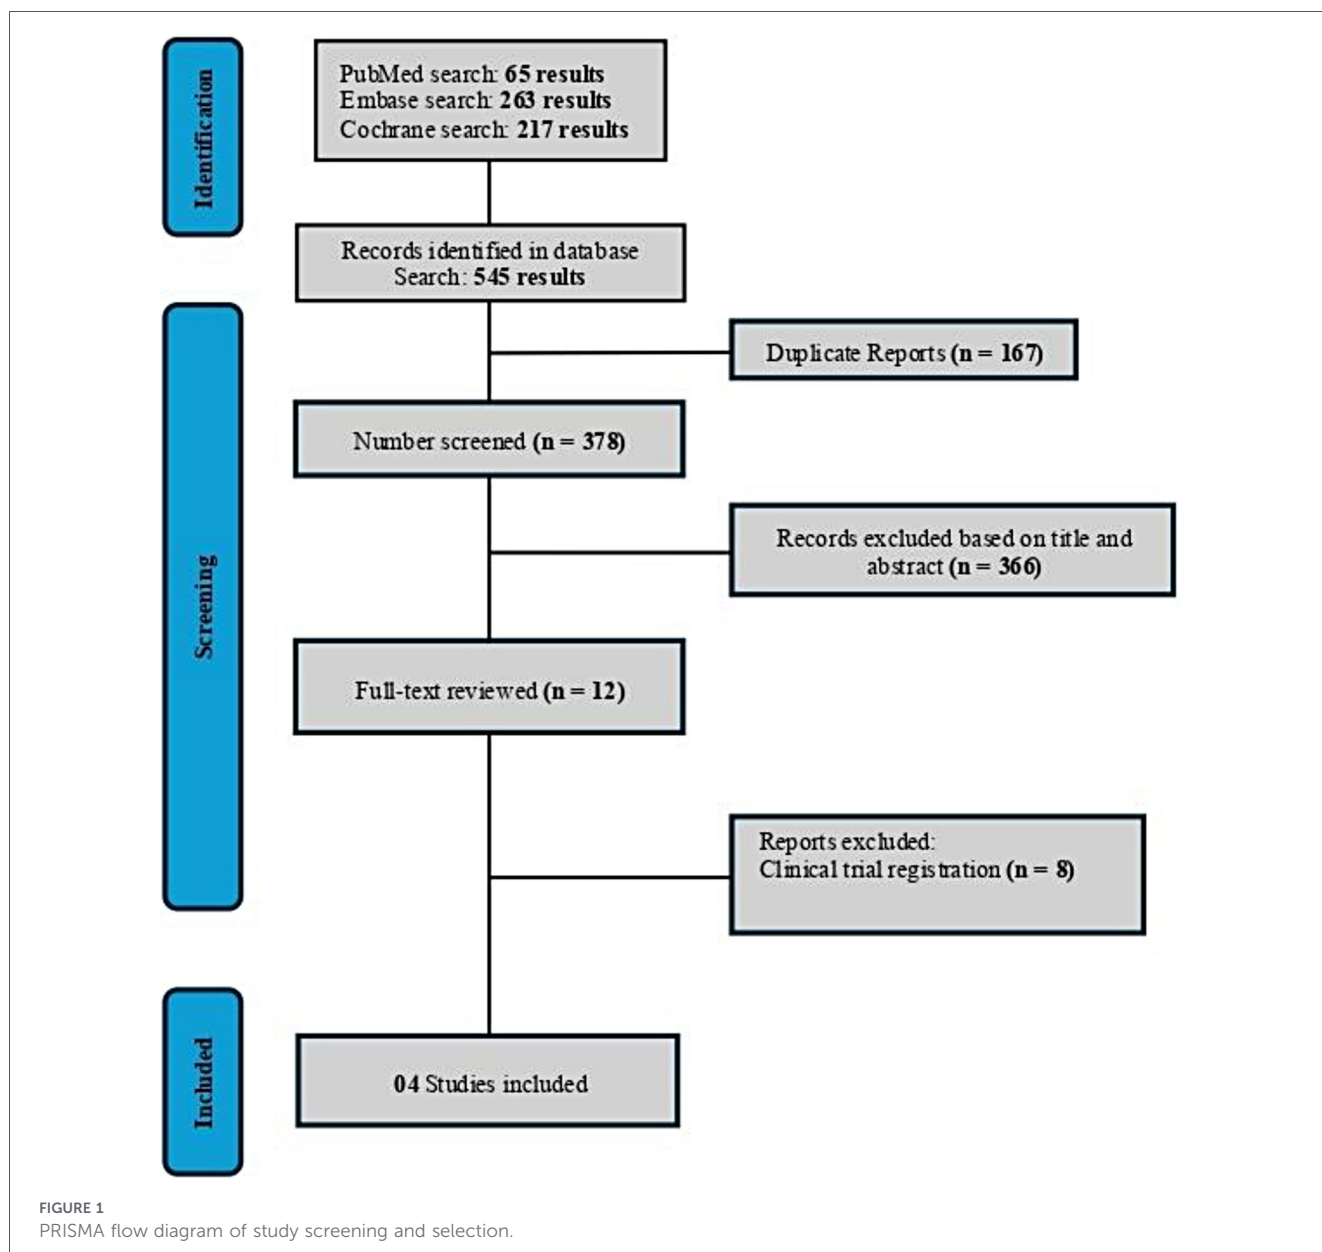 Identification
PubMed search: 65 results
Embase search: 263 results
Cochrane search: 217 results
Records identified in database
Search: 545 results
Screening
Duplicate Reports (n = 167)
Number screened (n = 378)
Records excluded based on title and
abstract (n = 366)
Full-text reviewed (n = 12)
Reports excluded:
Clinical trial registration (n = 8)
Included
04 Studies included
FIGURE 1
PRISMA flow diagram of study screening and selection.